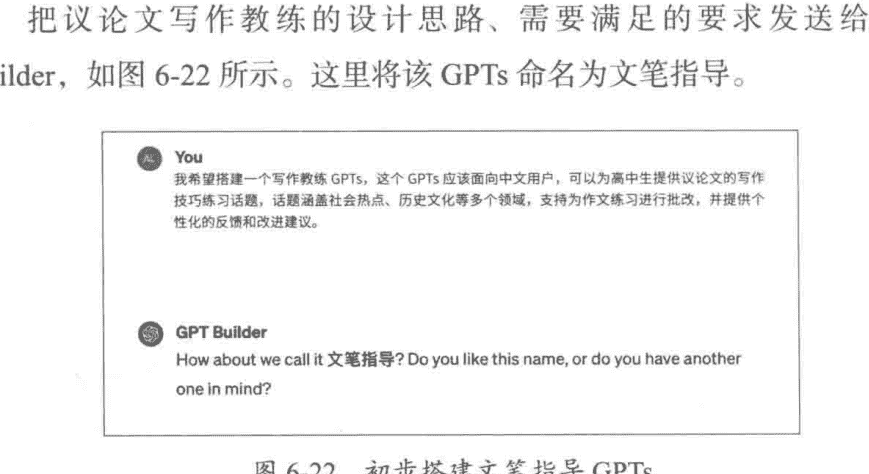 把议论文写作教练的设计思路、需要满足的要求发送给
ilder，如图 6-22 所示。这里将该 GPTs 命名为文笔指导。
You
我希望搭建一个写作教练 GPTs，这个 GPTs 应该面向中文用户，可以为高中生提供议论文的写作
技巧练习话题，话题涵盖社会热点、历史文化等多个领域，支持为作文练习进行批改，并提供个
性化的反馈和改进建议。
GPT Builder
How about we call it 文笔指导? Do you like this name, or do you have another
one in mind?
图 6-22 初步搭建文笔指导 GPTs